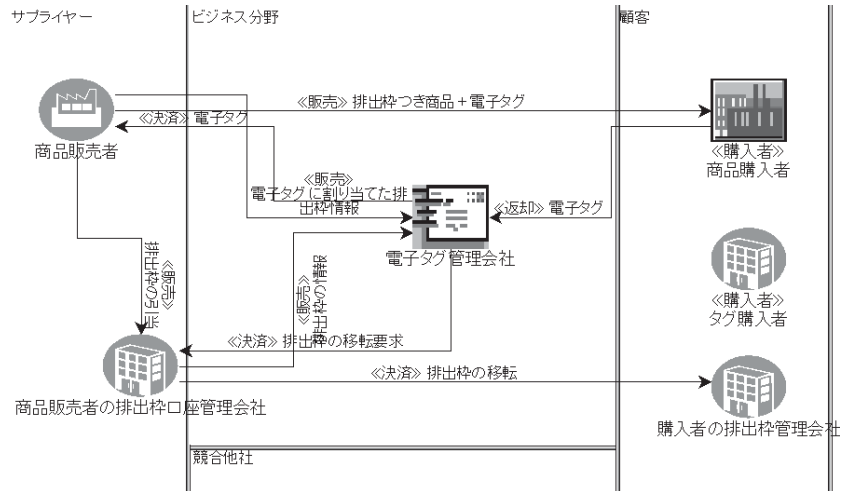 サプライヤー
ビジネス分野
顧客
≪販売≫ 排出枠つき商品+電子タグ
≪決済≫ 電子タグ
商品販売者
≪購入者≫
商品購入者
≪販売≫
電子タグに割り当てた排
出枠情報
≪返却≫ 電子タグ
電子タグ管理会社
≪販売≫
排出枠の引当
≪販売≫
排出枠の情報
≪購入者≫
タグ購入者
≪決済≫ 排出枠の移転要求
≪決済≫ 排出枠の移転
商品販売者の排出枠口座管理会社
購入者の排出枠管理会社
競合他社